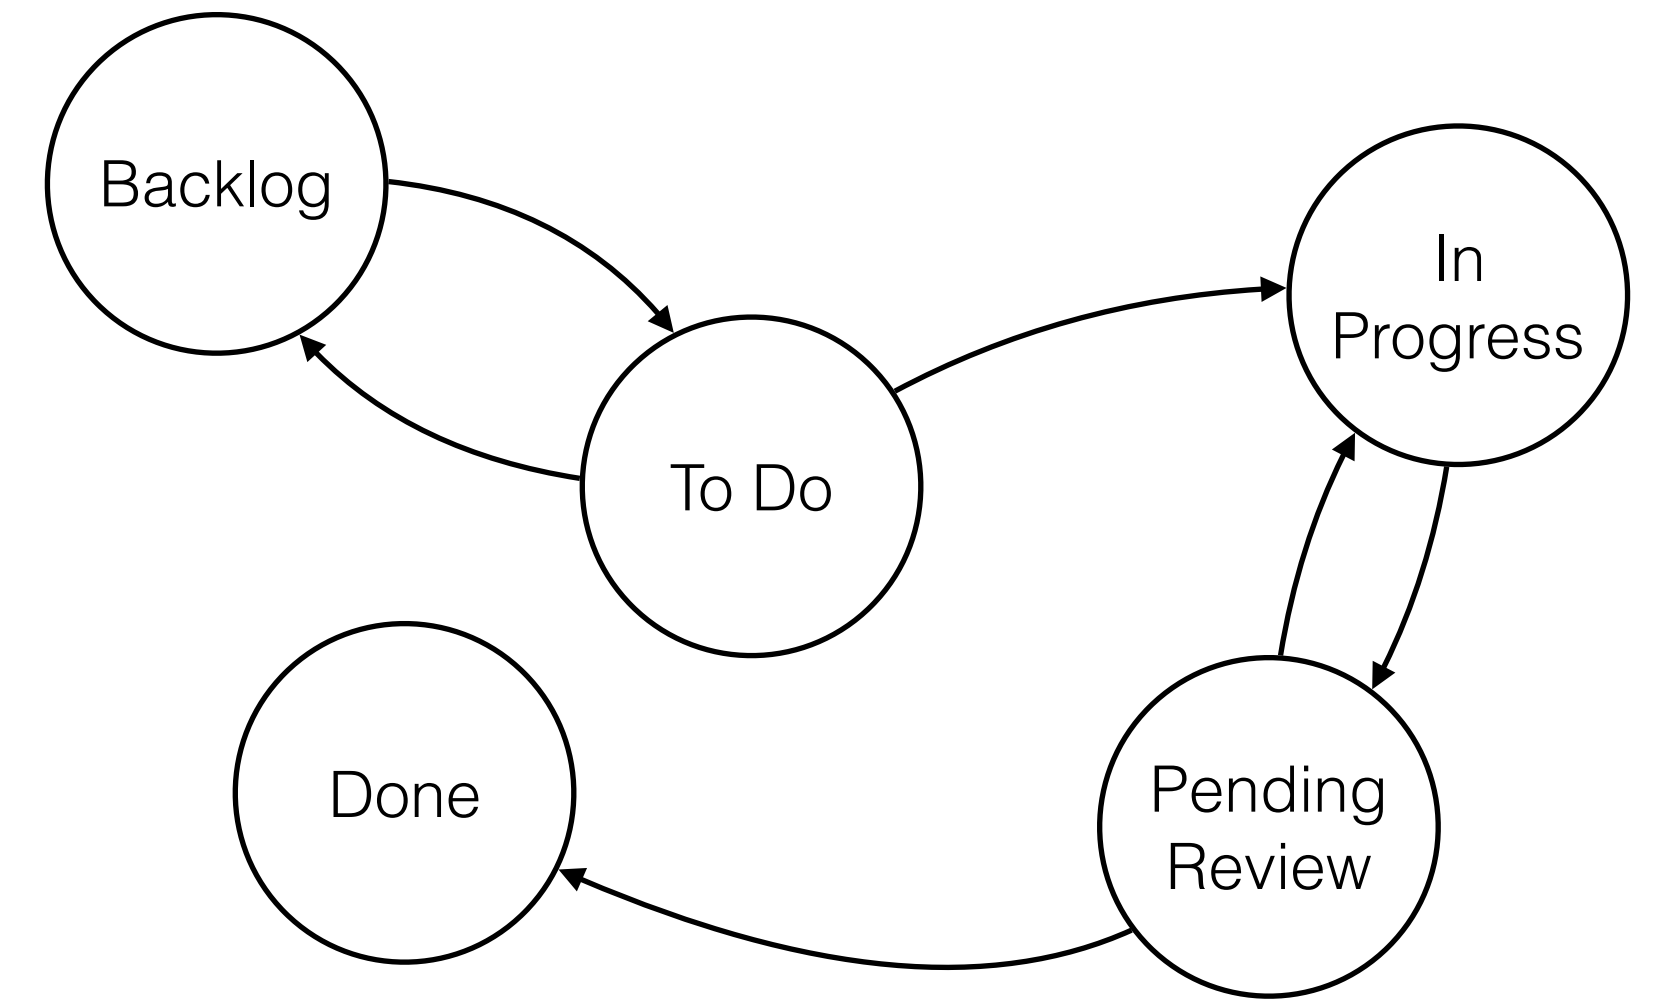 Backlog
In
Progress
To Do
Done
Pending
Review